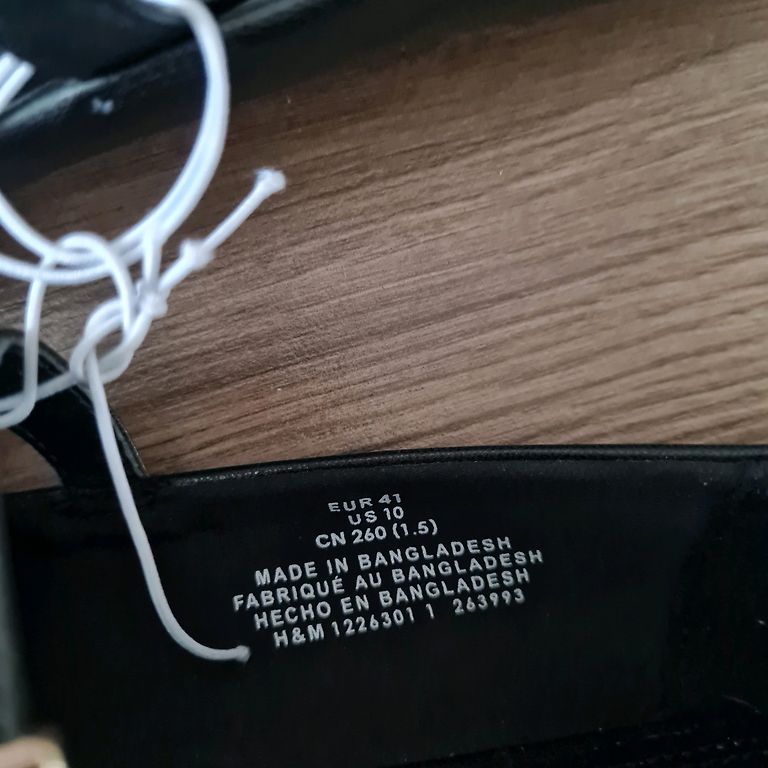 EUR 41
US 10
CN 260 (1.5)
MADE IN BANGLADESH
FABRIQUÉ AU BANGLADESH
HECHO EN BANGLADESH
H&M 1226301 1 263993